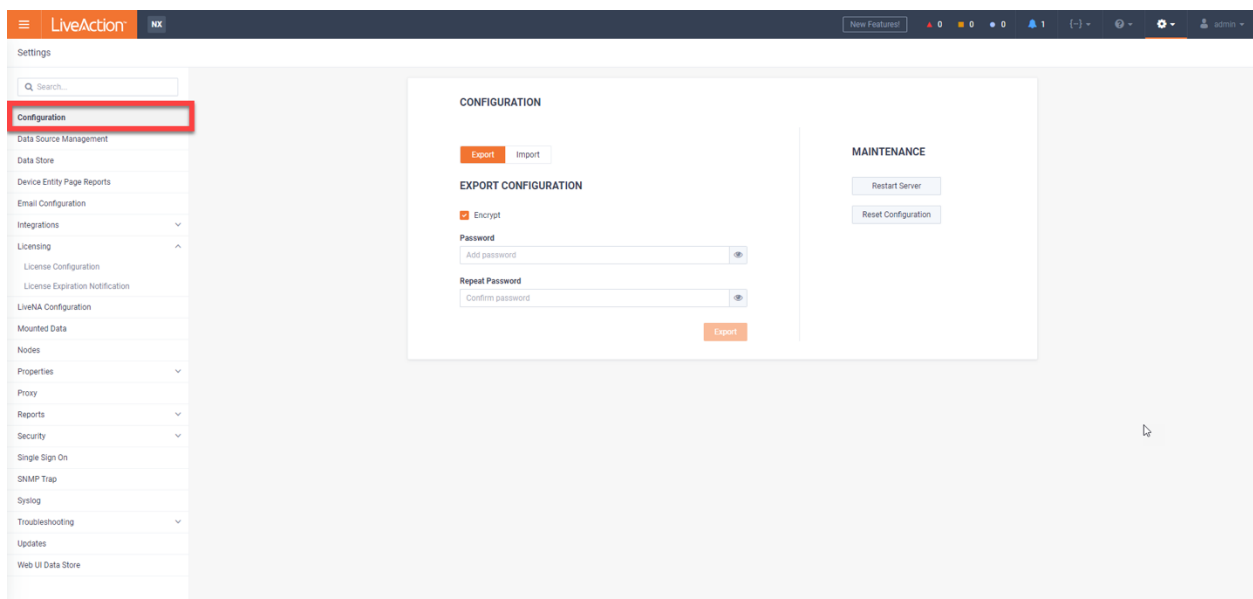 LiveAction NX New Features! 0 0 0 1 {--} admin
Settings
Search...
Configuration
Data Source Management
Data Store
Device Entity Page Reports
Email Configuration
Integrations
Licensing
License Configuration
License Expiration Notification
LiveNA Configuration
Mounted Data
Nodes
Properties
Proxy
Reports
Security
Single Sign On
SNMP Trap
Syslog
Troubleshooting
Updates
Web UI Data Store
CONFIGURATION
Export Import
EXPORT CONFIGURATION
Encrypt
Password
Add password
Repeat Password
Confirm password
Export
MAINTENANCE
Restart Server
Reset Configuration